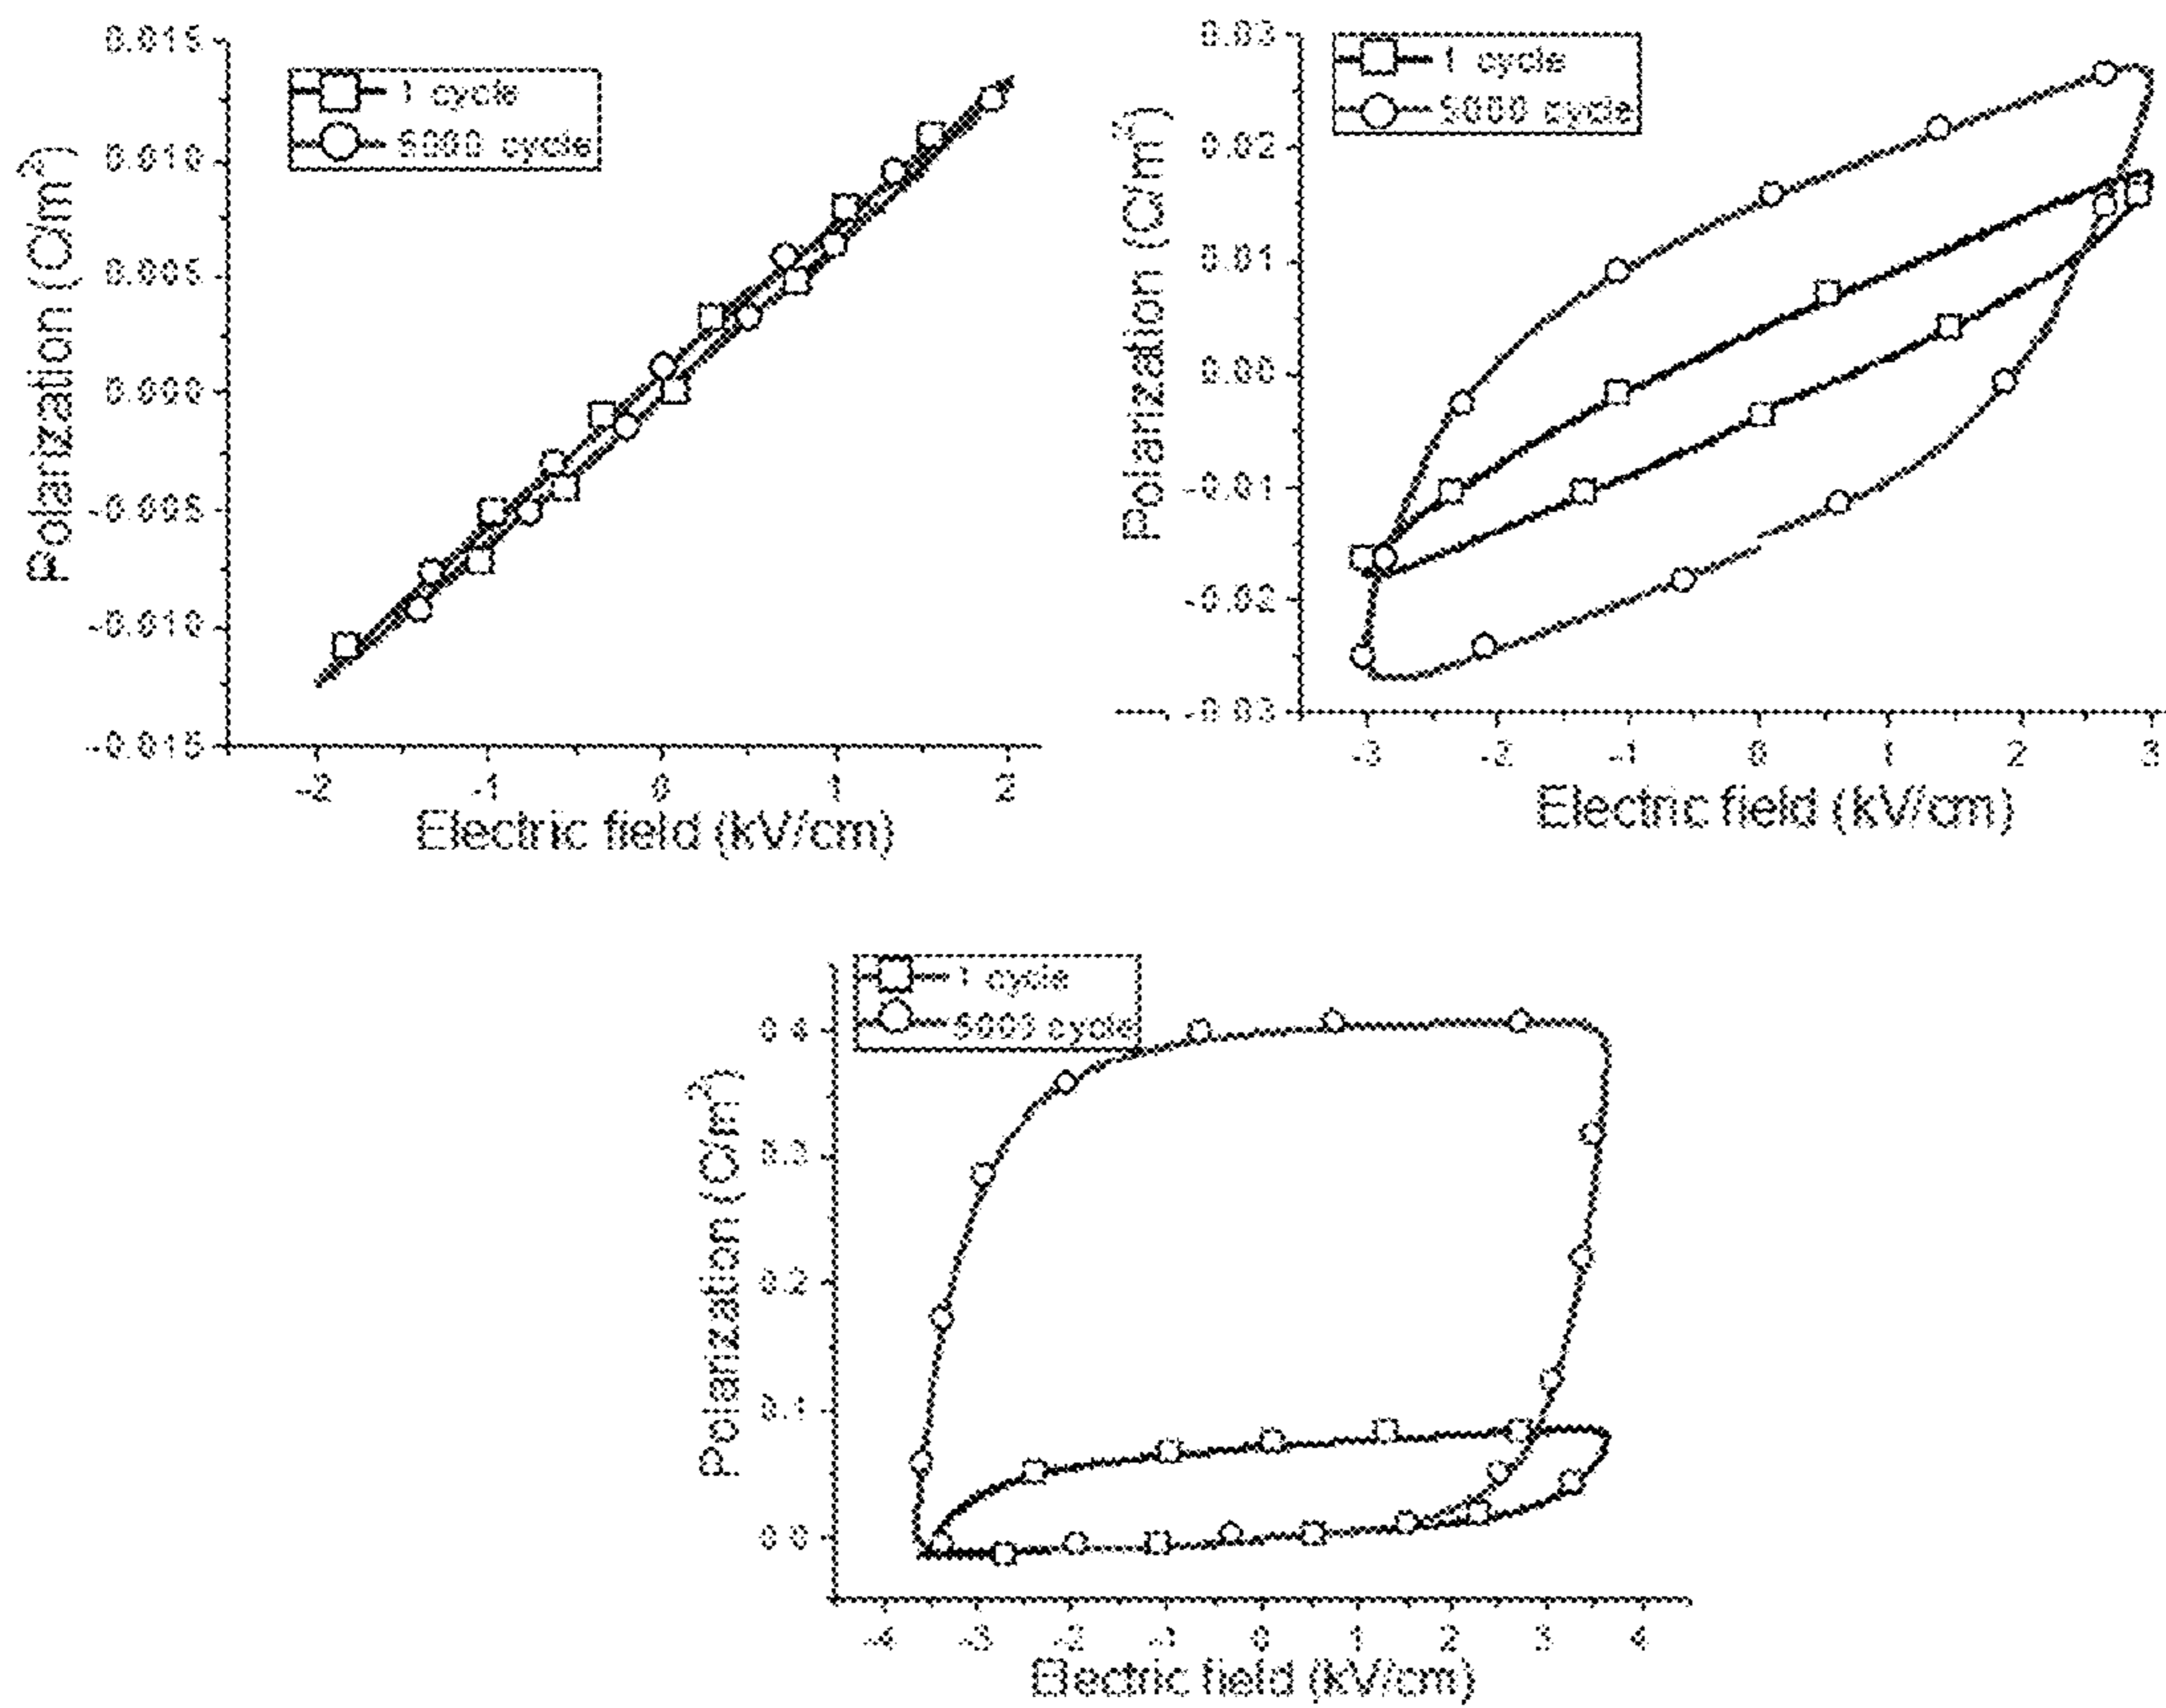 0.015
1 cycle
5000 cycle
0.010
0.005
0.000
-0.005
-0.010
-0.015
Polarization (C/m²)
-2 -1 0 1 2
Electric field (kV/cm)
0.03
1 cycle
5000 cycle
0.02
0.01
0.00
-0.01
-0.02
-0.03
Polarization (C/m²)
-3 -2 -1 0 1 2 3
Electric field (kV/cm)
1 cycle
5000 cycle
0.4
0.3
0.2
0.1
0.0
Polarization (C/m²)
-4 -3 -2 -1 0 1 2 3 4
Electric field (kV/cm)